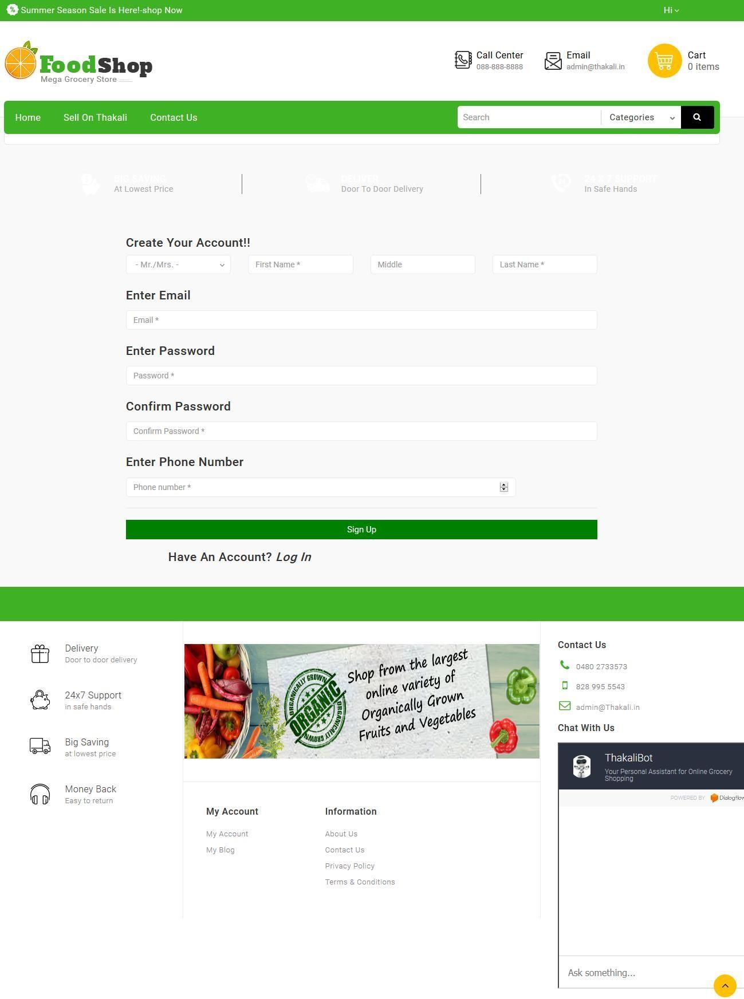 Summer Season Sale Is Here!-shop Now
Hi
FoodShop
Mega Grocery Store
Call Center
088-888-8888
Email
admin@thakali.in
Cart
0 items
Home
Sell On Thakali
Contact Us
Search
Categories
BIG SAVING
At Lowest Price
DELIVER
Door To Door Delivery
24 X 7 SUPPORT
In Safe Hands
Create Your Account!!
- Mr./Mrs. -
First Name *
Middle
Last Name *
Enter Email
Email *
Enter Password
Password *
Confirm Password
Confirm Password *
Enter Phone Number
Phone number *
Sign Up
Have An Account? Log In
Delivery
Door to door delivery
24x7 Support
in safe hands
Big Saving
at lowest price
Money Back
Easy to return
ORGANICALLY GROWN
ORGANIC
ORGANICALLY GROWN
Shop from the largest
online variety of
Organically Grown
Fruits and Vegetables
My Account
My Account
My Blog
Information
About Us
Contact Us
Privacy Policy
Terms & Conditions
Contact Us
0480 2733573
828 995 5543
admin@Thakali.in
Chat With Us
ThakaliBot
Your Personal Assistant for Online Grocery
Shopping
POWERED BY Dialogflow
Ask something...